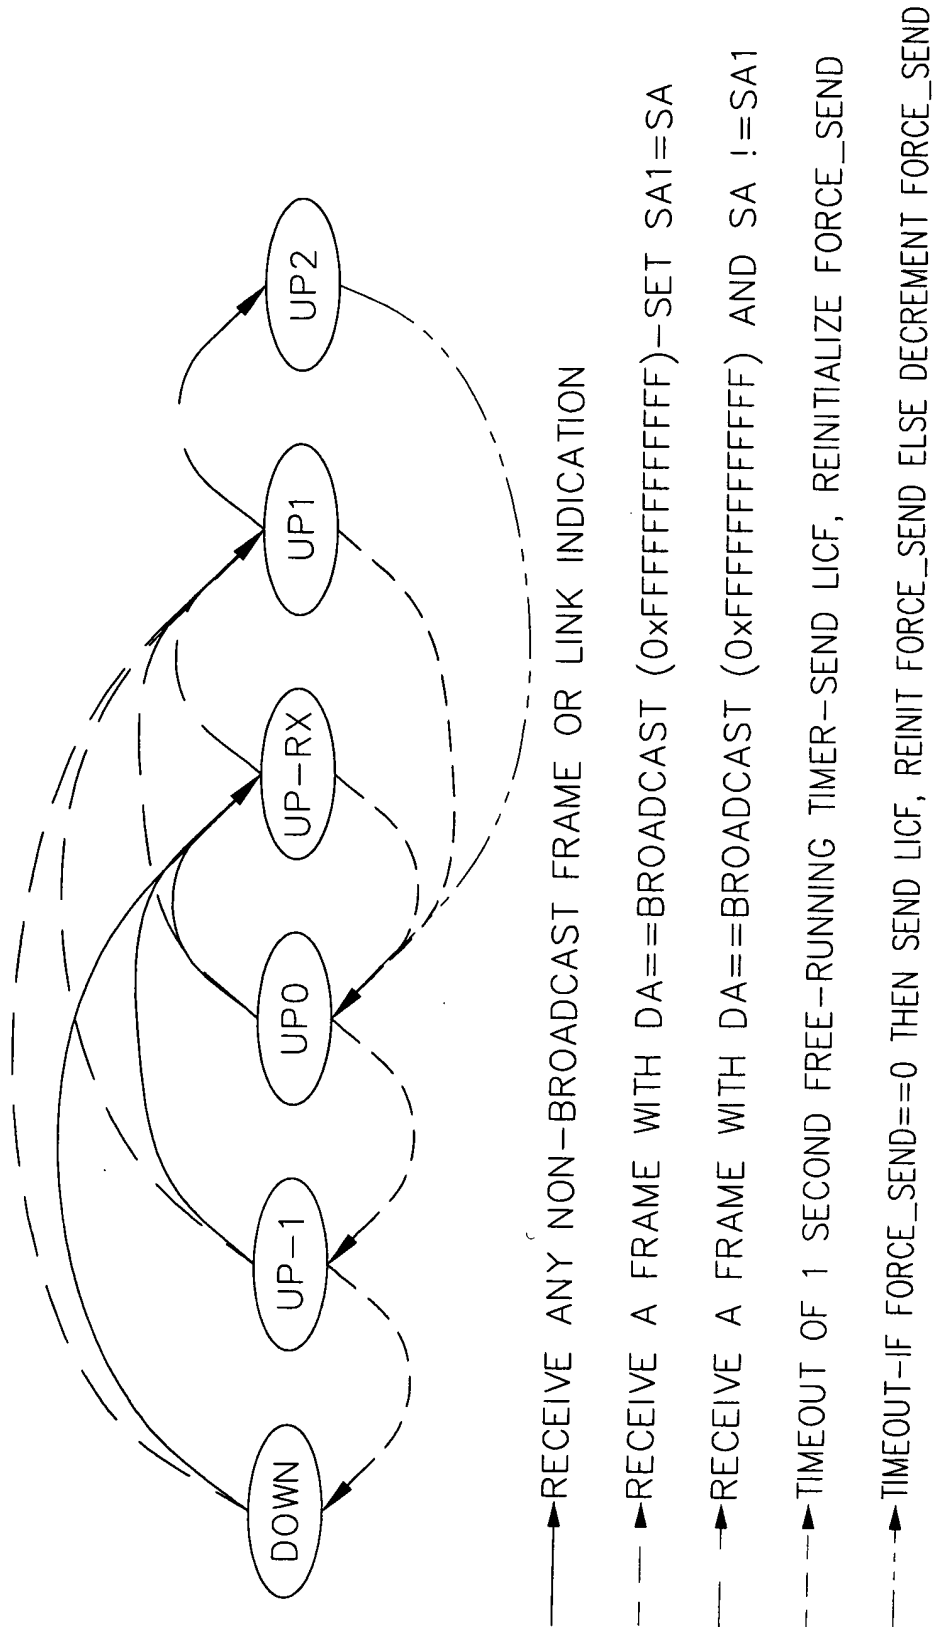 DOWN
UP-1
UP0
UP-RX
UP1
UP2
RECEIVE ANY NON-BROADCAST FRAME OR LINK INDICATION
RECEIVE A FRAME WITH DA==BROADCAST (0xFFFFFFFFFFFF)-SET SA1=SA
RECEIVE A FRAME WITH DA==BROADCAST (0xFFFFFFFFFFFF) AND SA !=SA1
TIMEOUT OF 1 SECOND FREE-RUNNING TIMER-SEND LICF, REINITIALIZE FORCE_SEND
TIMEOUT-IF FORCE_SEND==0 THEN SEND LICF, REINIT FORCE_SEND ELSE DECREMENT FORCE_SEND